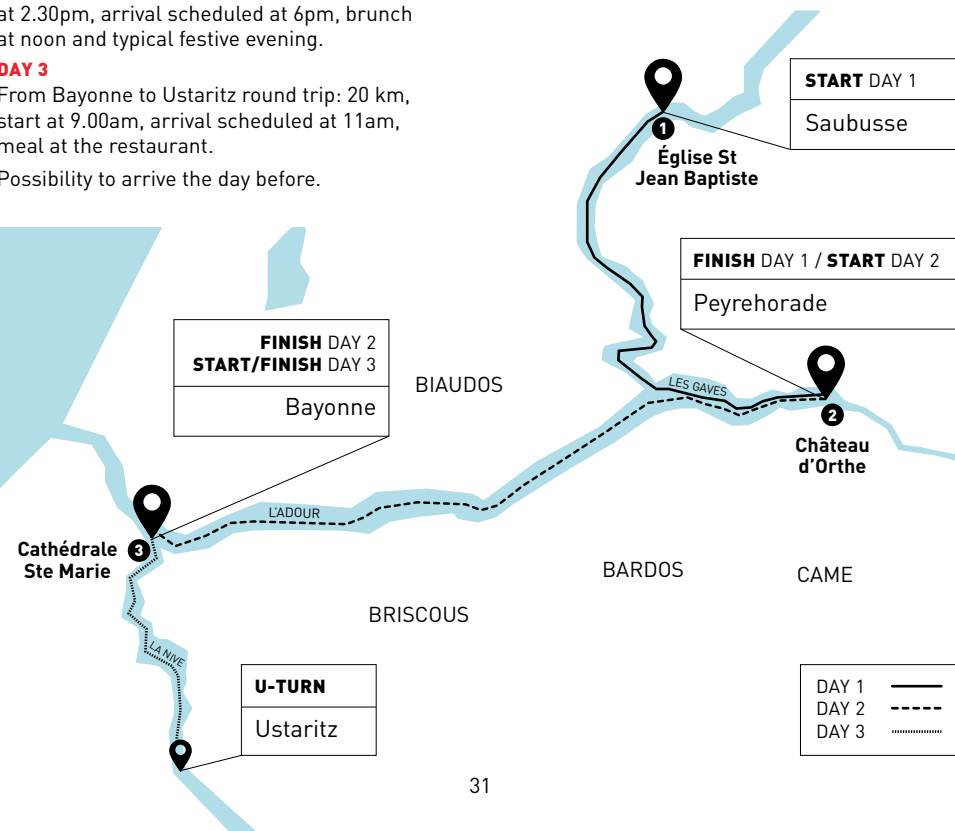 at 2.30pm, arrival scheduled at 6pm, brunch
at noon and typical festive evening.
DAY 3
From Bayonne to Ustaritz round trip: 20 km,
start at 9.00am, arrival scheduled at 11am,
meal at the restaurant.
Possibility to arrive the day before.
START DAY 1
Saubusse
1
Église St
Jean Baptiste
FINISH DAY 1 / START DAY 2
Peyrehorade
FINISH DAY 2
START/FINISH DAY 3
Bayonne
BIAUDOS
LES GAVES
2
Château
d'Orthe
L'ADOUR
Cathédrale
Ste Marie
3
BARDOS
CAME
BRISCOUS
LA NIVE
U-TURN
Ustaritz
DAY 1
DAY 2
DAY 3
31